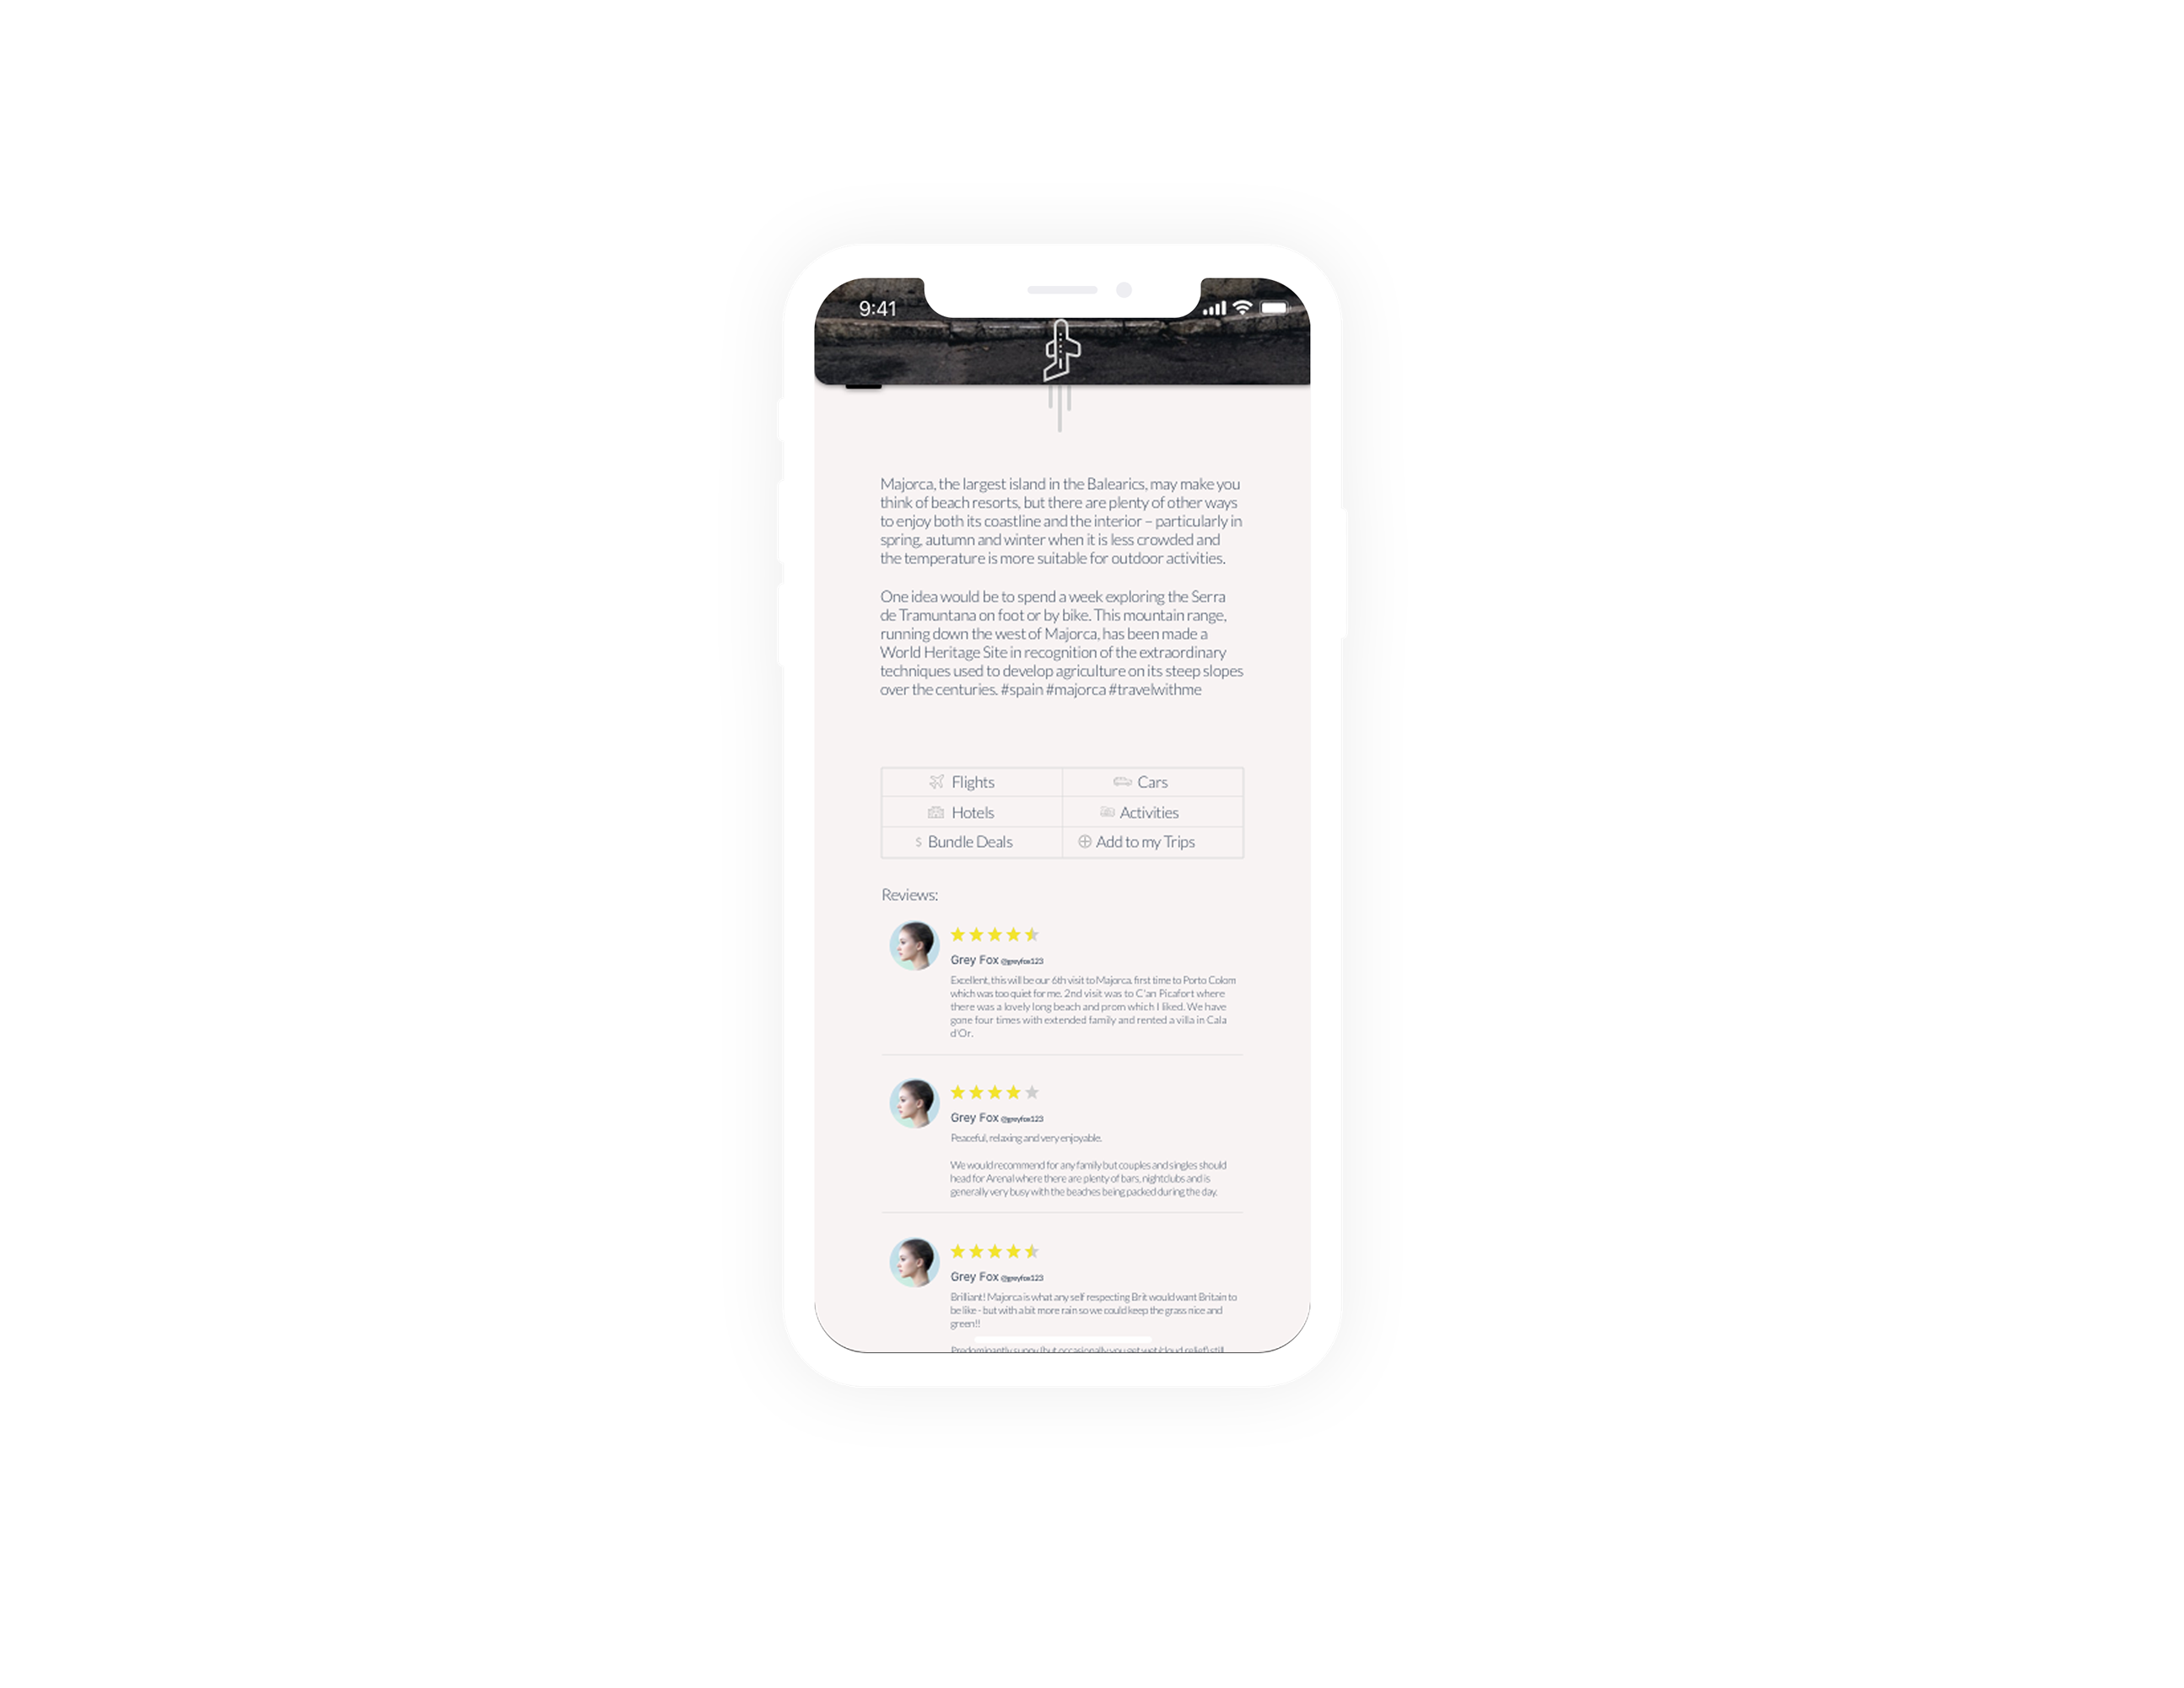 9:41
Majorca, the largest island in the Balearics, may make you
think of beach resorts, but there are plenty of other ways
to enjoy both its coastline and the interior – particularly in
spring, autumn and winter when it is less crowded and
the temperature is more suitable for outdoor activities.
One idea would be to spend a week exploring the Serra
de Tramuntana on foot or by bike. This mountain range,
running down the west of Majorca, has been made a
World Heritage Site in recognition of the extraordinary
techniques used to develop agriculture on its steep slopes
over the centuries. #spain #majorca #travelwithme
Flights
Cars
Hotels
Activities
$ Bundle Deals
Add to my Trips
Reviews:
Grey Fox @greyfox123
Excellent, this will be our 6th visit to Majorca. first time to Porto Colom
which was too quiet for me. 2nd visit was to C'an Picafort where
there was a lovely long beach and prom which I liked. We have
gone four times with extended family and rented a villa in Cala
d'Or.
Grey Fox @greyfox123
Peaceful, relaxing and very enjoyable.
We would recommend for any family but couples and singles should
head for Arenal where there are plenty of bars, nightclubs and is
generally very busy with the beaches being packed during the day.
Grey Fox @greyfox123
Brilliant! Majorca is what any self respecting Brit would want Britain to
be like - but with a bit more rain so we could keep the grass nice and
green!!
Predominantly sunny (but occasionally you get wet (cloud relief) still